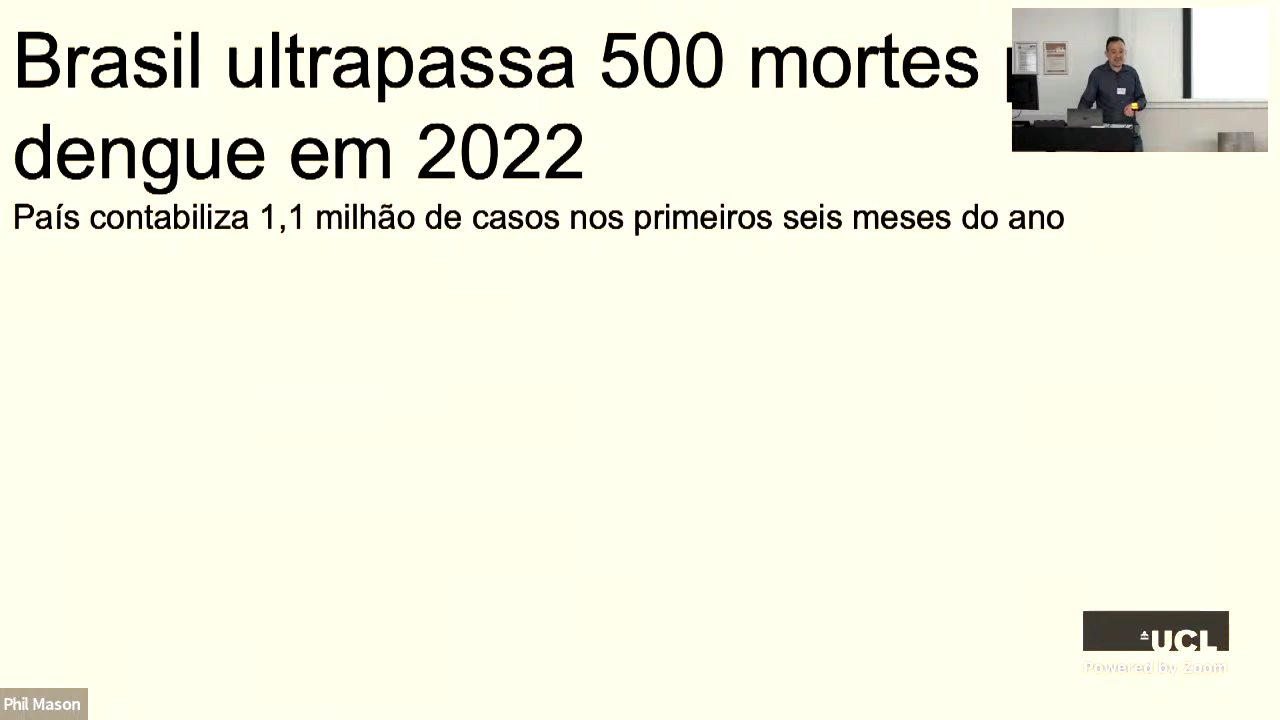 Brasil ultrapassa 500 mortes
dengue em 2022
País contabiliza 1,1 milhão de casos nos primeiros seis meses do ano
UCL
Powered by Zoom
Phil Mason